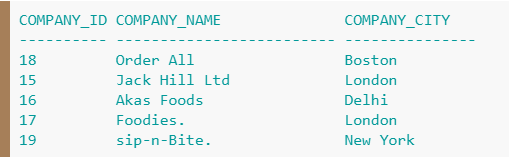 COMPANY_ID COMPANY_NAME              COMPANY_CITY
---------- ------------------------- ---------------
18         Order All                 Boston
15         Jack Hill Ltd             London
16         Akas Foods                Delhi
17         Foodies.                  London
19         sip-n-Bite.               New York